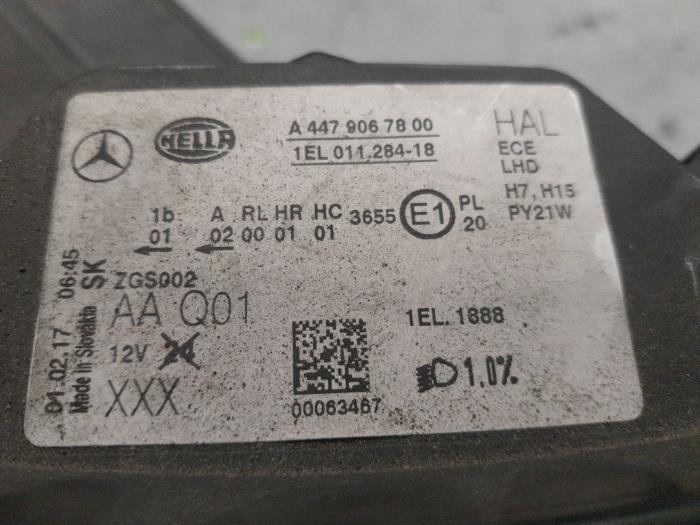 HELLA
A 447 906 78 00
1EL 011.284-18
HAL
ECE
LHD
H7, H15
PY21W
1b A RL HR HC 3655 E1 PL
01 02 00 01 01 20
ZGS002
AA Q01
12V 24
XXX
00063467
1EL. 1888
1.0%
01.02.17 06:45
Made in Slovakia SK